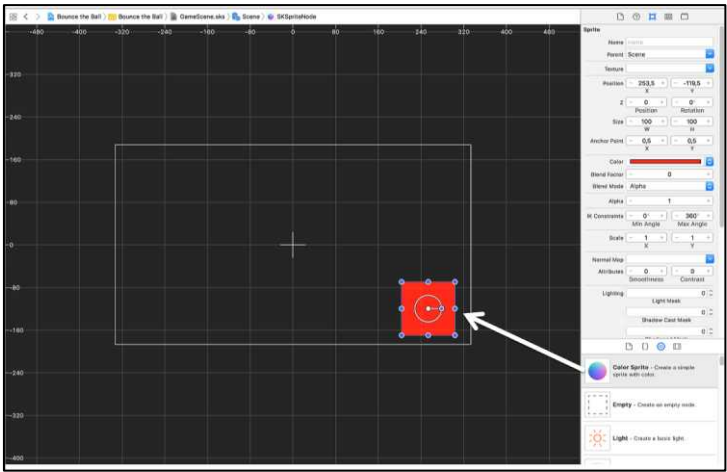 Bounce the Ball
Bounce the Ball
GameScene.sks
Scene
SKSpriteNode
-480 -400 -320 -240 -160 -80 0 80 160 240 320 400 480
-320
-240
-160
-80
-0
-80
-160
-240
-320
-400
Sprite
Name
Parent Scene
Texture
Position 253,5 -119,5
X Y
Z 0 0°
Position Rotation
Size 100 100
W H
Anchor Point 0,5 0,5
X Y
Color
Blend Factor 0
Blend Mode Alpha
Alpha 1
IK Constraints 0° 360°
Min Angle Max Angle
Scale 1 1
X Y
Normal Map
Attributes 0 0
Smoothness Contrast
Lighting 0
Light Mask
0
Shadow Cast Mask
0
Color Sprite - Create a simple
sprite with color.
Empty - Create an empty node.
Light - Create a basic light.